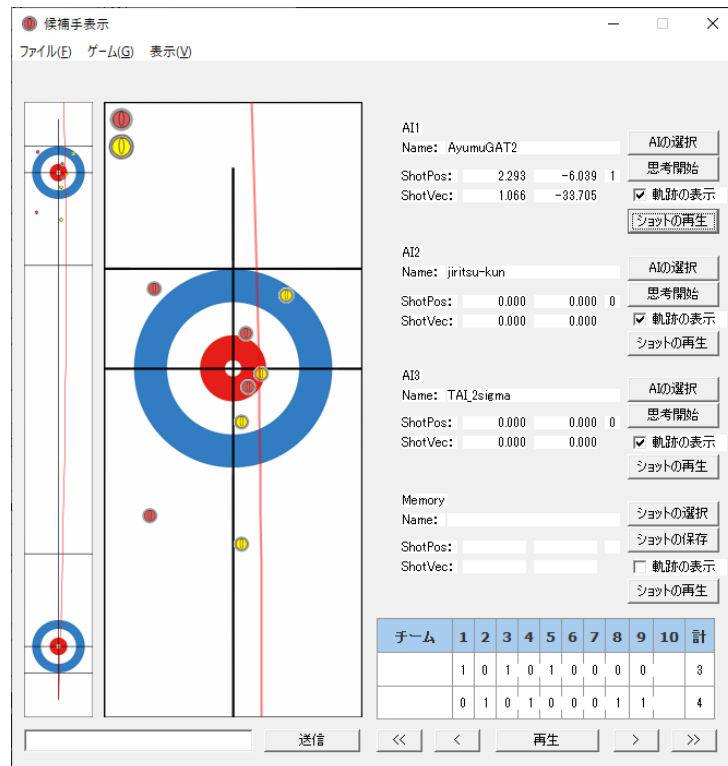 候補手表示
ファイル(F) ゲーム(G) 表示(V)
AI1
Name: AyumuGAT2
AIの選択
思考開始
ShotPos: 2.293 -6.039 1
ShotVec: 1.066 -33.705
軌跡の表示
ショットの再生
AI2
Name: jiritsu-kun
AIの選択
思考開始
ShotPos: 0.000 0.000 0
ShotVec: 0.000 0.000
軌跡の表示
ショットの再生
AI3
Name: TAI_2sigma
AIの選択
思考開始
ShotPos: 0.000 0.000 0
ShotVec: 0.000 0.000
軌跡の表示
ショットの再生
Memory
Name:
ショットの選択
ショットの保存
ShotPos:
ShotVec:
軌跡の表示
ショットの再生
チーム 1 2 3 4 5 6 7 8 9 10 計
1 0 1 0 1 0 0 0 0 3
0 1 0 1 0 0 0 1 1 4
送信 << < 再生 > >>